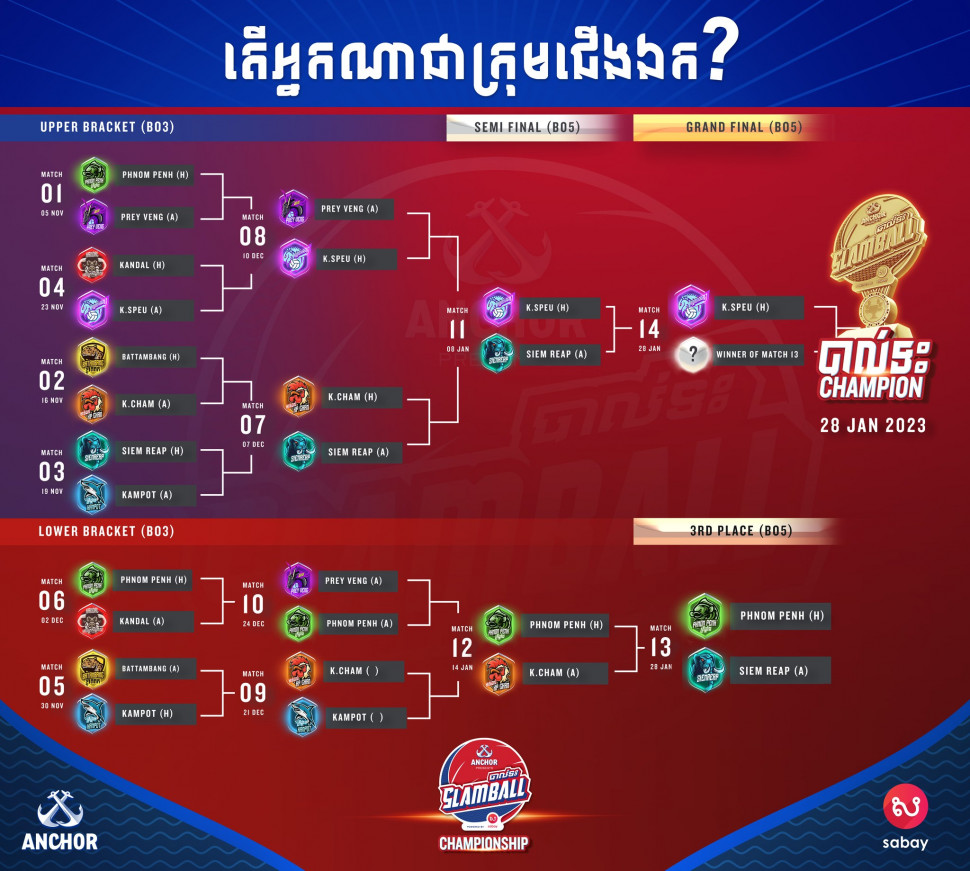 តើអ្នកណាជាក្រុមជើងឯក?
UPPER BRACKET (BO3)
SEMI FINAL (BO5)
GRAND FINAL (BO5)
MATCH
01
05 NOV
PHNOM PENH (H)
PREY VENG (A)
MATCH
04
23 NOV
KANDAL (H)
K.SPEU (A)
MATCH
02
16 NOV
BATTAMBANG (H)
K.CHAM (A)
MATCH
03
19 NOV
SIEM REAP (H)
KAMPOT (A)
MATCH
08
10 DEC
PREY VENG (A)
K.SPEU (H)
MATCH
07
07 DEC
K.CHAM (H)
SIEM REAP (A)
MATCH
11
08 JAN
K.SPEU (H)
SIEM REAP (A)
MATCH
14
28 JAN
K.SPEU (H)
?
WINNER OF MATCH 13
ANCHOR
បាល់ទះ
SLAMBALL
បាល់ទះ
CHAMPION
28 JAN 2023
LOWER BRACKET (BO3)
3RD PLACE (BO5)
MATCH
06
02 DEC
PHNOM PENH (H)
KANDAL (A)
MATCH
05
30 NOV
BATTAMBANG (A)
KAMPOT (H)
MATCH
10
24 DEC
PREY VENG (A)
PHNOM PENH (A)
MATCH
09
21 DEC
K.CHAM ( )
KAMPOT ( )
MATCH
12
14 JAN
PHNOM PENH (H)
K.CHAM (A)
MATCH
13
28 JAN
PHNOM PENH (H)
SIEM REAP (A)
ANCHOR
ANCHOR
បាល់ទះ
SLAMBALL
CHAMPIONSHIP
ស
sabay